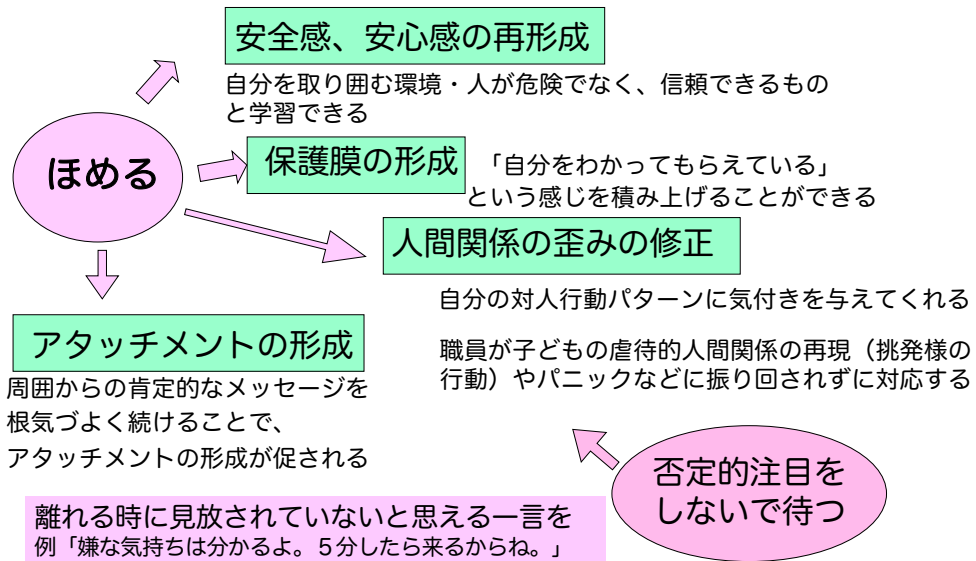 安全感、安心感の再形成
自分を取り囲む環境・人が危険でなく、信頼できるもの
と学習できる
ほめる
保護膜の形成
「自分をわかってもらえている」
という感じを積み上げることができる
人間関係の歪みの修正
自分の対人行動パターンに気付きを与えてくれる
職員が子どもの虐待的人間関係の再現（挑発様の
行動）やパニックなどに振り回されずに対応する
アタッチメントの形成
周囲からの肯定的なメッセージを
根気づよく続けることで、
アタッチメントの形成が促される
否定的注目を
しないで待つ
離れる時に見放されていないと思える一言を
例「嫌な気持ちは分かるよ。５分したら来るからね。」